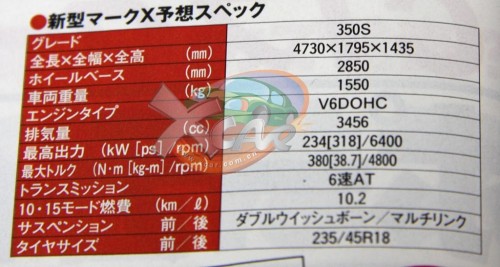 ●新型マークX予想スペック
グレード 350S
全長×全幅×全高 (mm) 4730×1795×1435
ホイールベース (mm) 2850
車両重量 (kg) 1550
エンジンタイプ V6DOHC
排気量 (cc) 3456
最高出力 (kW[ps]/rpm) 234[318]/6400
最大トルク (N・m[kg-m]/rpm) 380[38.7]/4800
トランスミッション 6速AT
10・15モード燃費 (km/ℓ) 10.2
サスペンション 前/後 ダブルウイッシュボーン/マルチリンク
タイヤサイズ 前/後 235/45R18